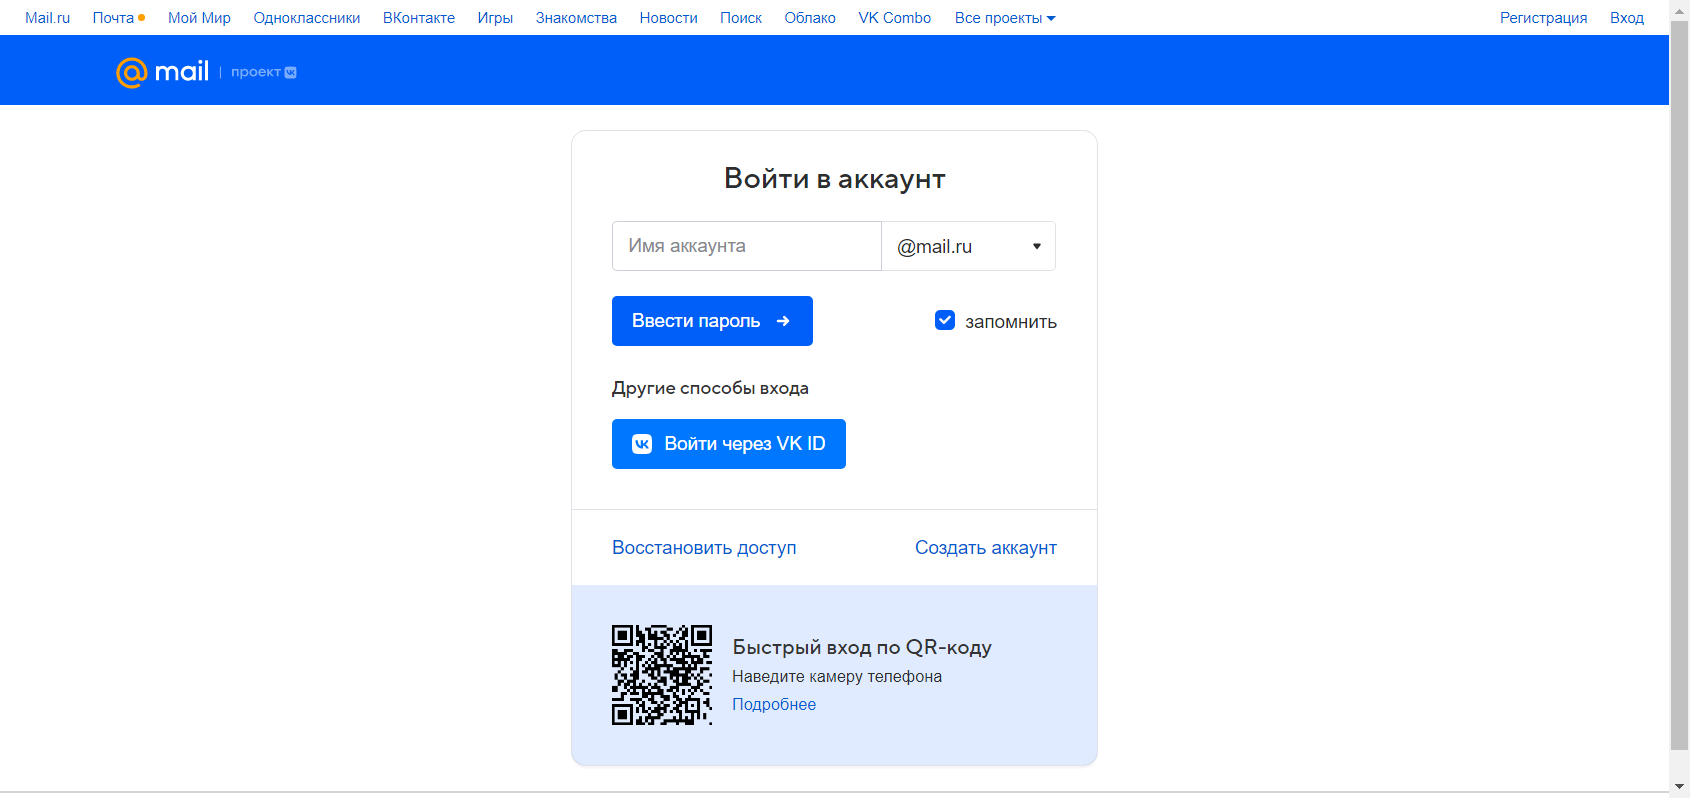 Mail.ru Почта Мой Мир Одноклассники ВКонтакте Игры Знакомства Новости Поиск Облако VK Combo Все проекты Регистрация Вход
@mail | проект VK
Войти в аккаунт
Имя аккаунта @mail.ru
Ввести пароль → запомнить
Другие способы входа
VK Войти через VK ID
Восстановить доступ Создать аккаунт
Быстрый вход по QR-коду
Наведите камеру телефона
Подробнее